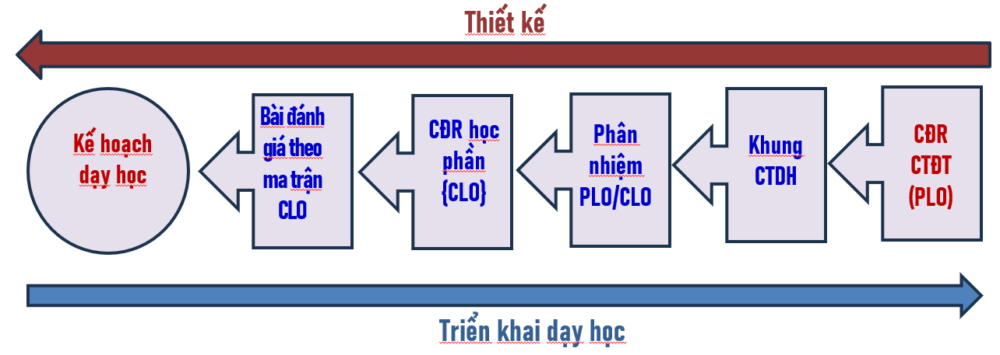 Thiết kế
Kế hoạch
dạy học
Bài đánh
giá theo
ma trận
CLO
CĐR học
phần
{CLO}
Phân
nhiệm
PLO/CLO
Khung
CTDH
CĐR
CTĐT
(PLO)
Triển khai dạy học